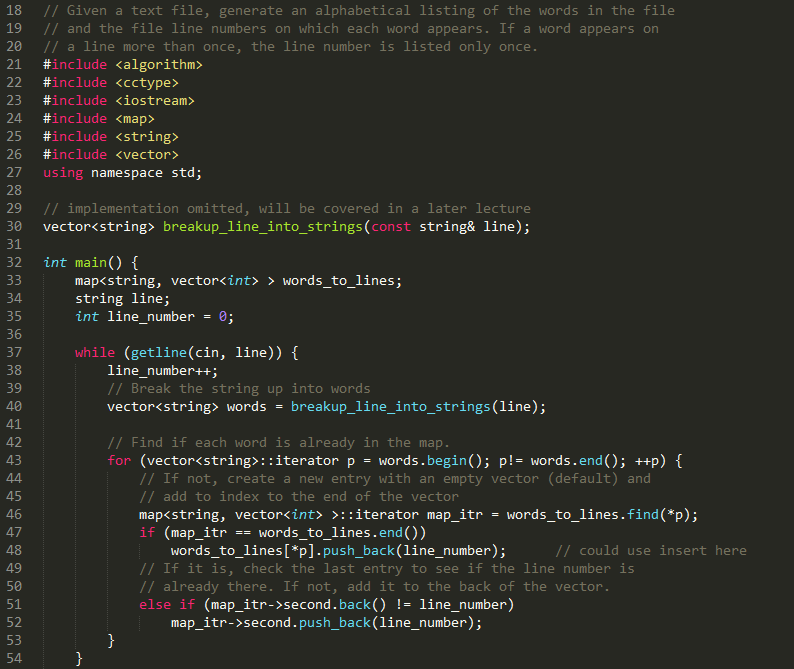 18 // Given a text file, generate an alphabetical listing of the words in the file
19 // and the file line numbers on which each word appears. If a word appears on
20 // a line more than once, the line number is listed only once.
21 #include <algorithm>
22 #include <cctype>
23 #include <iostream>
24 #include <map>
25 #include <string>
26 #include <vector>
27 using namespace std;
28
29 // implementation omitted, will be covered in a later lecture
30 vector<string> breakup_line_into_strings(const string& line);
31
32 int main() {
33     map<string, vector<int> > words_to_lines;
34     string line;
35     int line_number = 0;
36
37     while (getline(cin, line)) {
38         line_number++;
39         // Break the string up into words
40         vector<string> words = breakup_line_into_strings(line);
41
42         // Find if each word is already in the map.
43         for (vector<string>::iterator p = words.begin(); p!= words.end(); ++p) {
44             // If not, create a new entry with an empty vector (default) and
45             // add to index to the end of the vector
46             map<string, vector<int> >::iterator map_itr = words_to_lines.find(*p);
47             if (map_itr == words_to_lines.end())
48                 words_to_lines[*p].push_back(line_number);      // could use insert here
49             // If it is, check the last entry to see if the line number is
50             // already there. If not, add it to the back of the vector.
51             else if (map_itr->second.back() != line_number)
52                 map_itr->second.push_back(line_number);
53         }
54     }